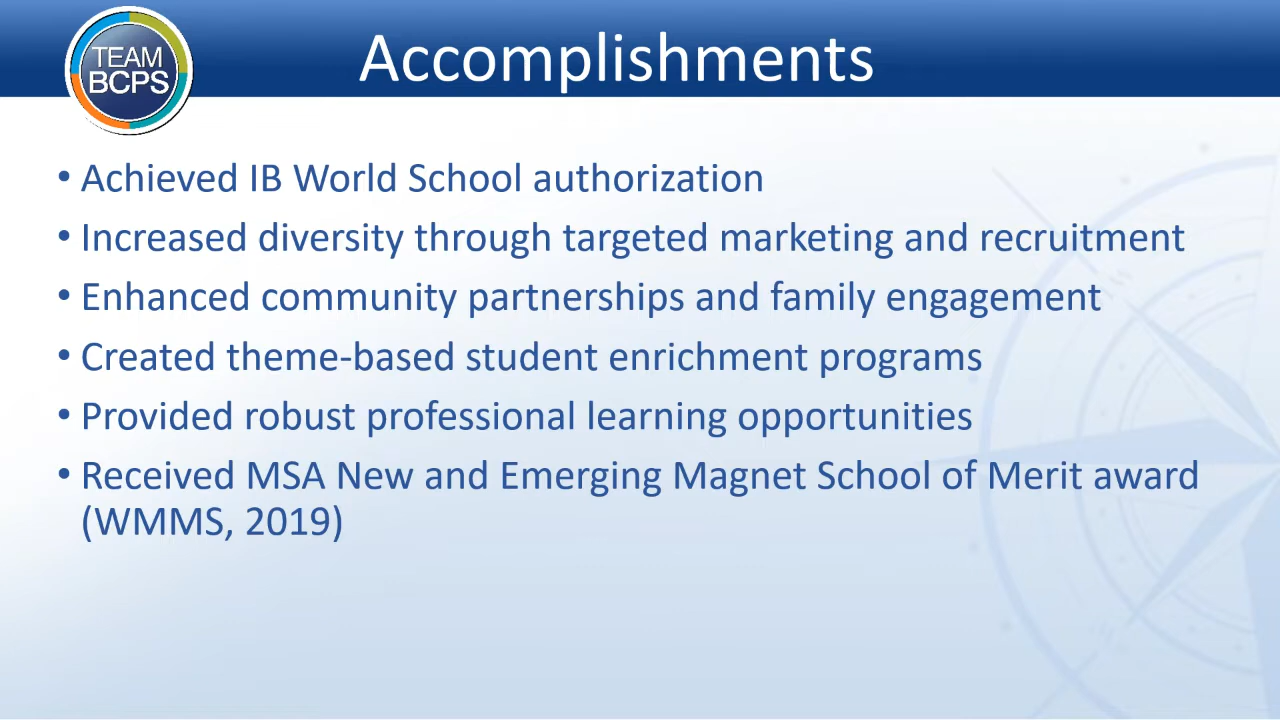 TEAM
BCPS
Accomplishments
• Achieved IB World School authorization
• Increased diversity through targeted marketing and recruitment
• Enhanced community partnerships and family engagement
• Created theme-based student enrichment programs
• Provided robust professional learning opportunities
• Received MSA New and Emerging Magnet School of Merit award
(WMMS, 2019)